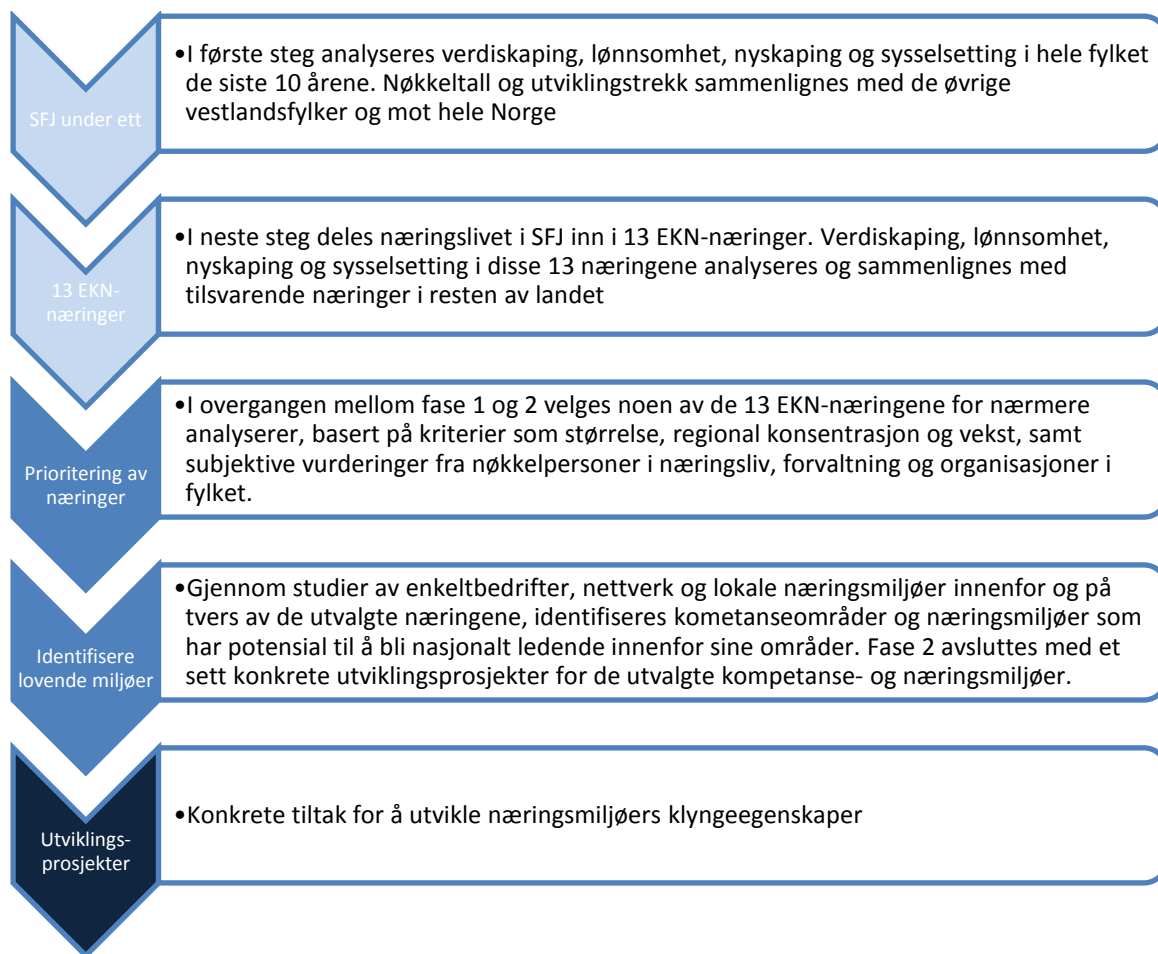 SFJ under ett
•I første steg analyseres verdiskaping, lønnsomhet, nyskaping og sysselsetting i hele fylket
de siste 10 årene. Nøkkeltall og utviklingstrekk sammenlignes med de øvrige
vestlandsfylker og mot hele Norge
13 EKN-
næringer
•I neste steg deles næringslivet i SFJ inn i 13 EKN-næringer. Verdiskaping, lønnsomhet,
nyskaping og sysselsetting i disse 13 næringene analyseres og sammenlignes med
tilsvarende næringer i resten av landet
Prioritering av
næringer
•I overgangen mellom fase 1 og 2 velges noen av de 13 EKN-næringene for nærmere
analyserer, basert på kriterier som størrelse, regional konsentrasjon og vekst, samt
subjektive vurderinger fra nøkkelpersoner i næringsliv, forvaltning og organisasjoner i
fylket.
Identifisere
lovende miljøer
•Gjennom studier av enkeltbedrifter, nettverk og lokale næringsmiljøer innenfor og på
tvers av de utvalgte næringene, identifiseres kometanseområder og næringsmiljøer som
har potensial til å bli nasjonalt ledende innenfor sine områder. Fase 2 avsluttes med et
sett konkrete utviklingsprosjekter for de utvalgte kompetanse- og næringsmiljøer.
Utviklings-
prosjekter
•Konkrete tiltak for å utvikle næringsmiljøers klyngeegenskaper